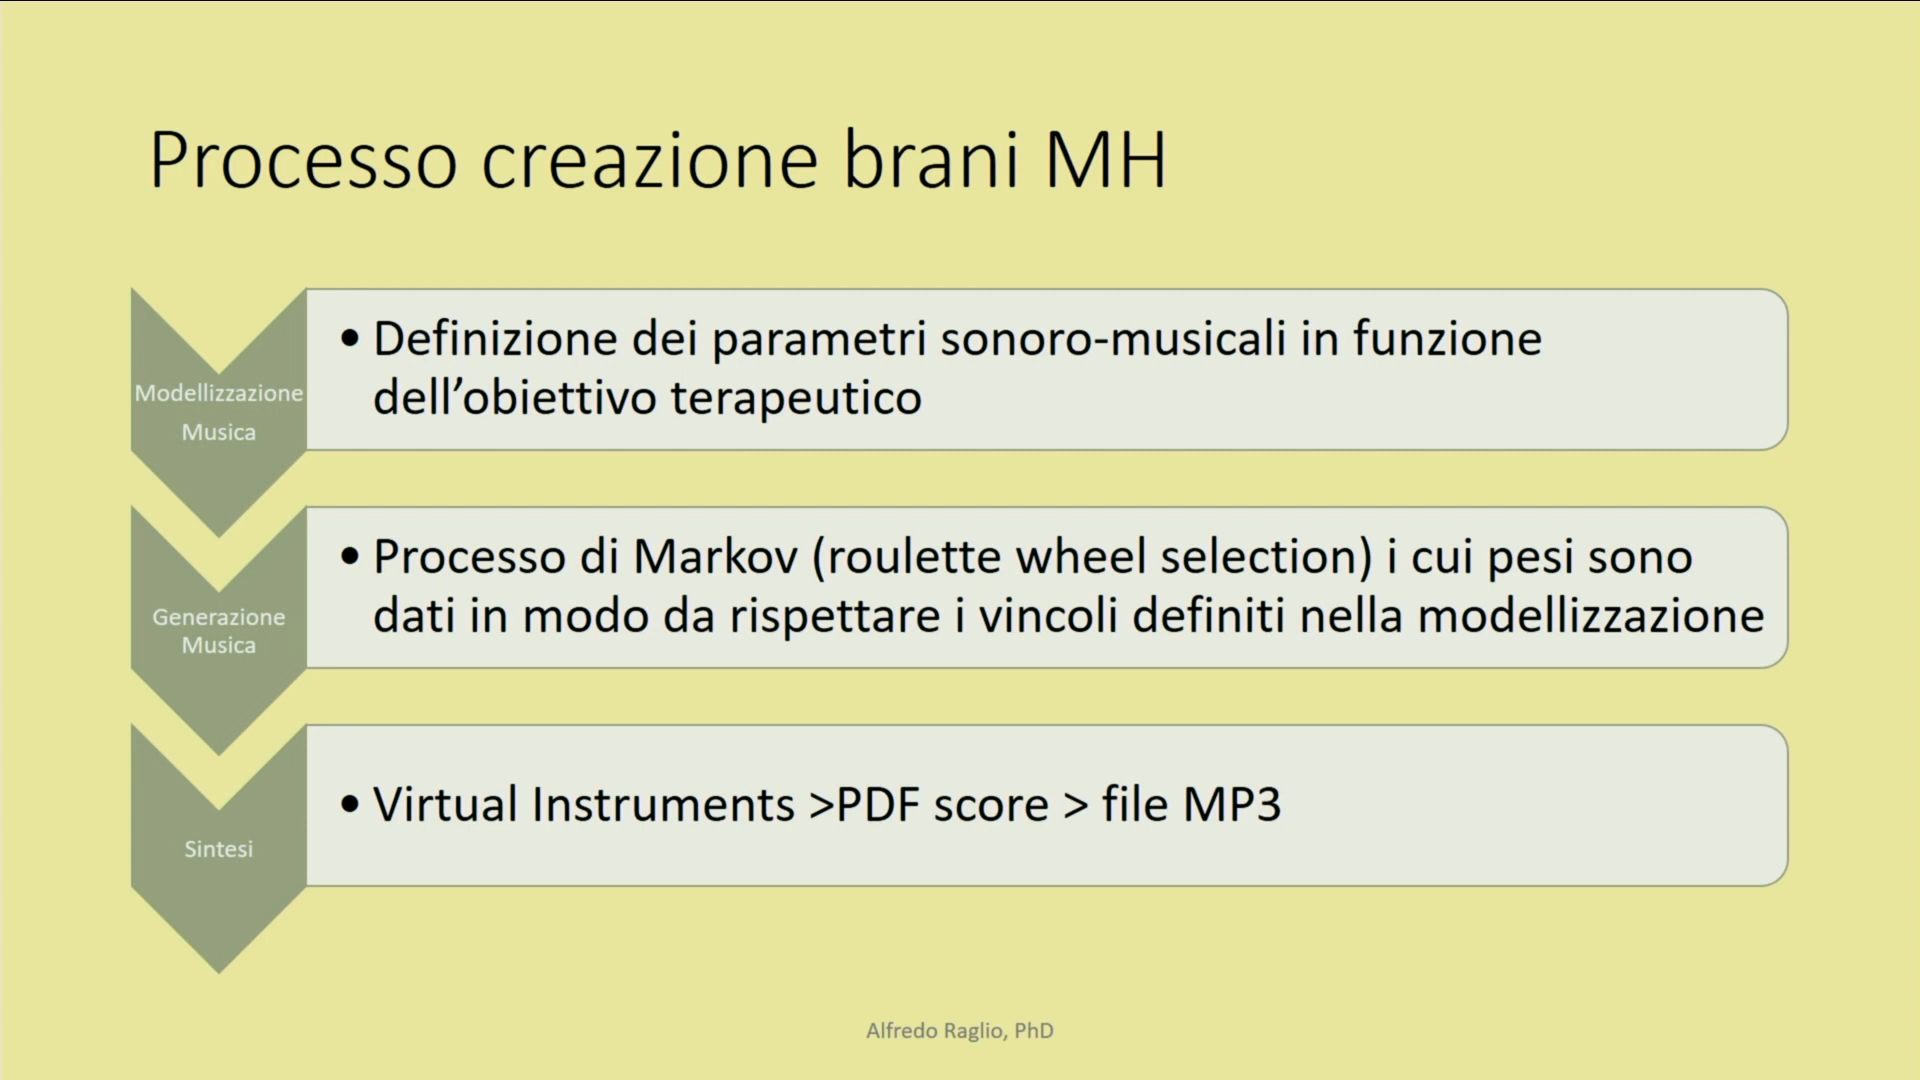 Processo creazione brani MH
Modellizzazione
Musica
• Definizione dei parametri sonoro-musicali in funzione
dell’obiettivo terapeutico
Generazione
Musica
• Processo di Markov (roulette wheel selection) i cui pesi sono
dati in modo da rispettare i vincoli definiti nella modellizzazione
Sintesi
• Virtual Instruments >PDF score > file MP3
Alfredo Raglio, PhD